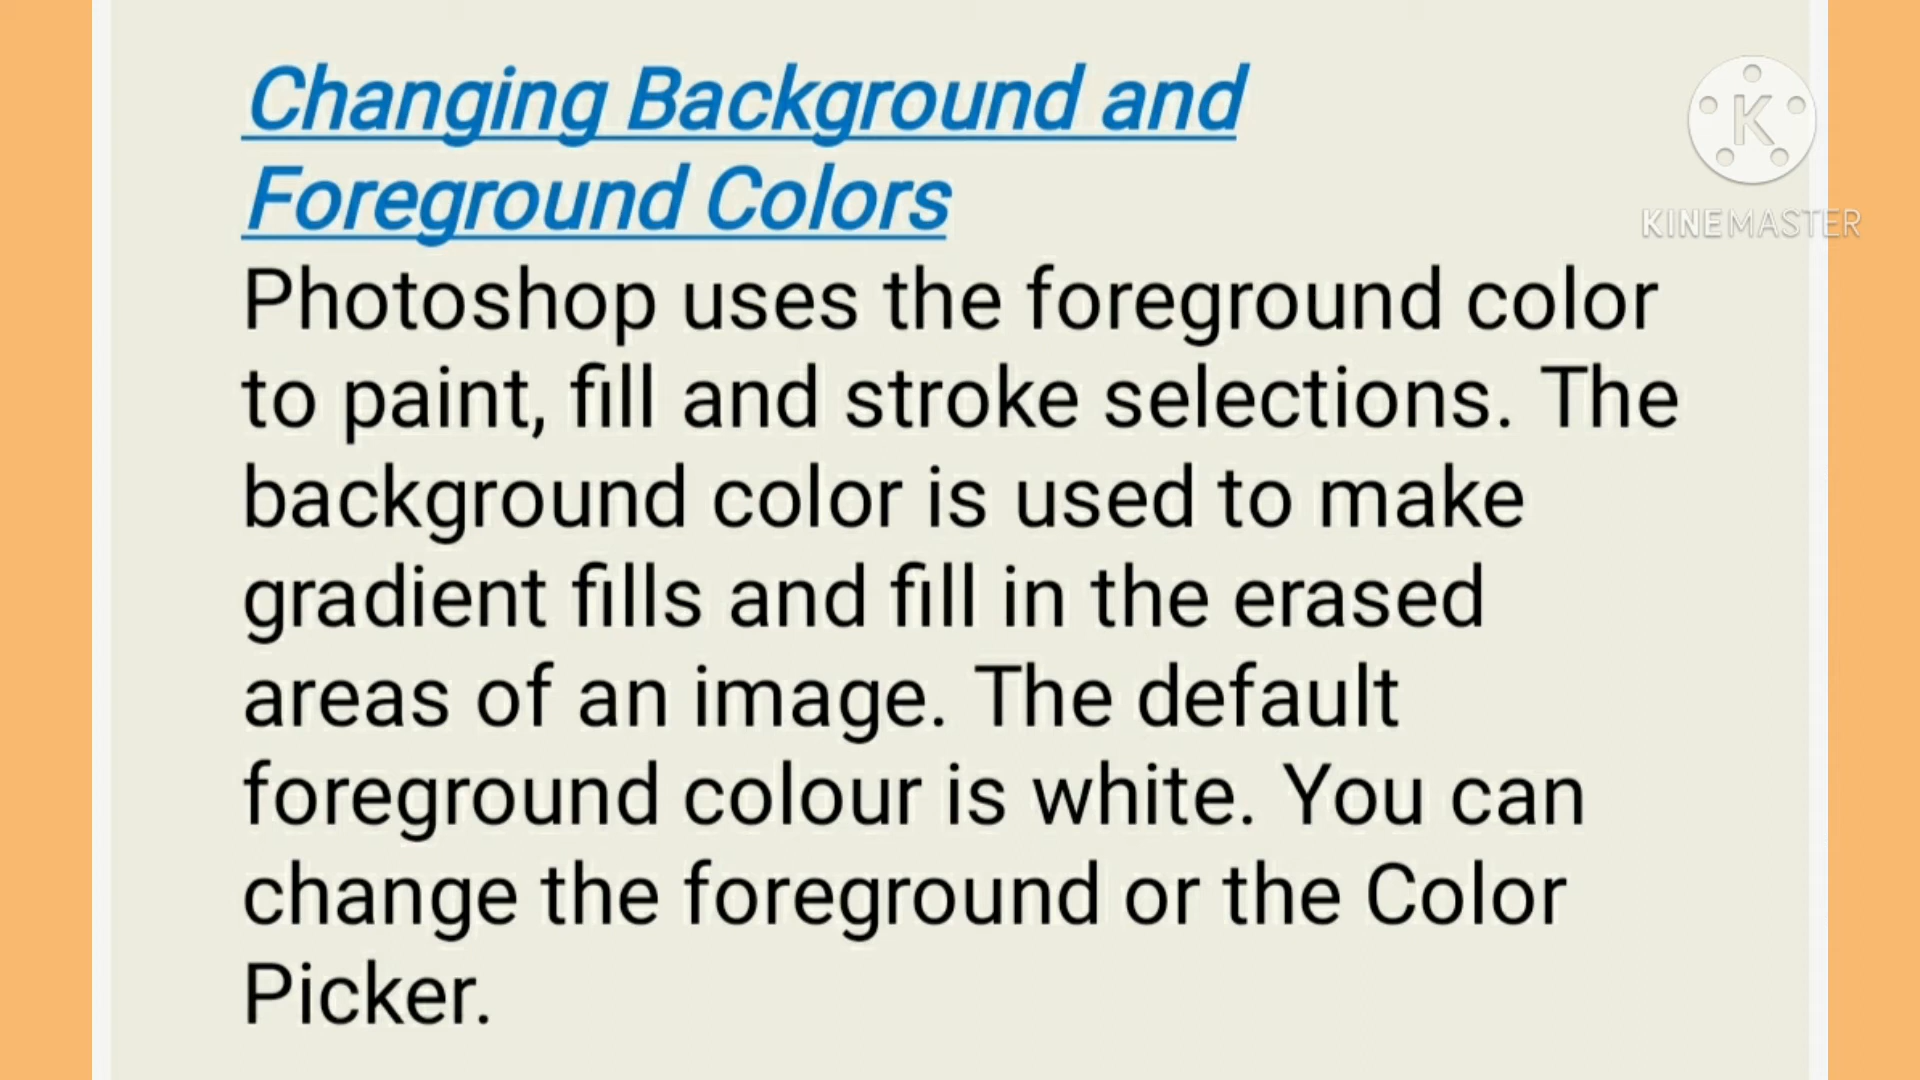 Changing Background and
Foreground Colors
Photoshop uses the foreground color
to paint, fill and stroke selections. The
background color is used to make
gradient fills and fill in the erased
areas of an image. The default
foreground colour is white. You can
change the foreground or the Color
Picker.
K
KINEMASTER